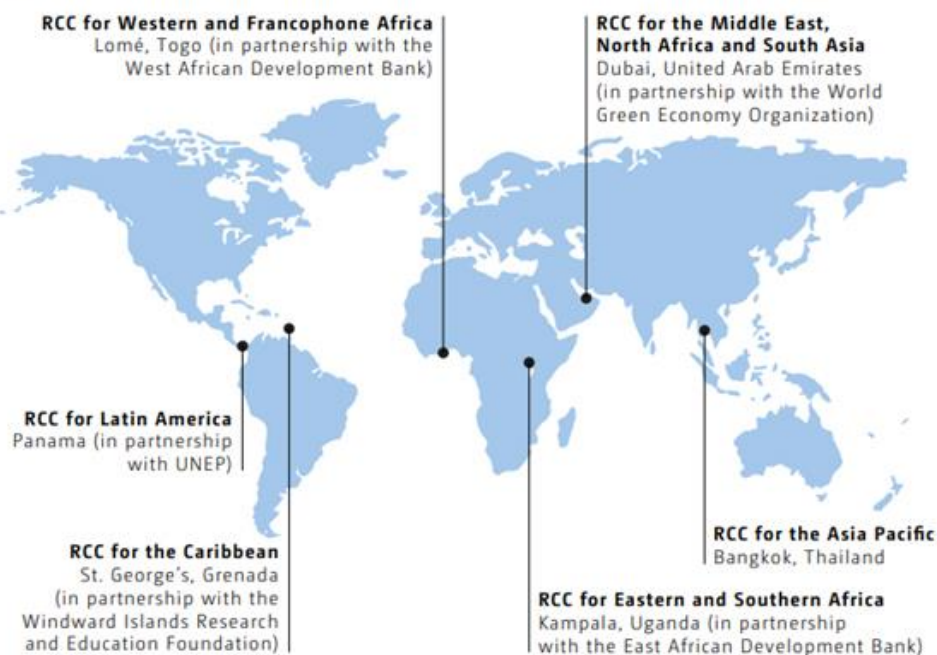 RCC for Western and Francophone Africa
Lomé, Togo (in partnership with the
West African Development Bank)
RCC for the Middle East,
North Africa and South Asia
Dubai, United Arab Emirates
(in partnership with the World
Green Economy Organization)
RCC for Latin America
Panama (in partnership
with UNEP)
RCC for the Caribbean
St. George's, Grenada
(in partnership with the
Windward Islands Research
and Education Foundation)
RCC for the Asia Pacific
Bangkok, Thailand
RCC for Eastern and Southern Africa
Kampala, Uganda (in partnership
with the East African Development Bank)